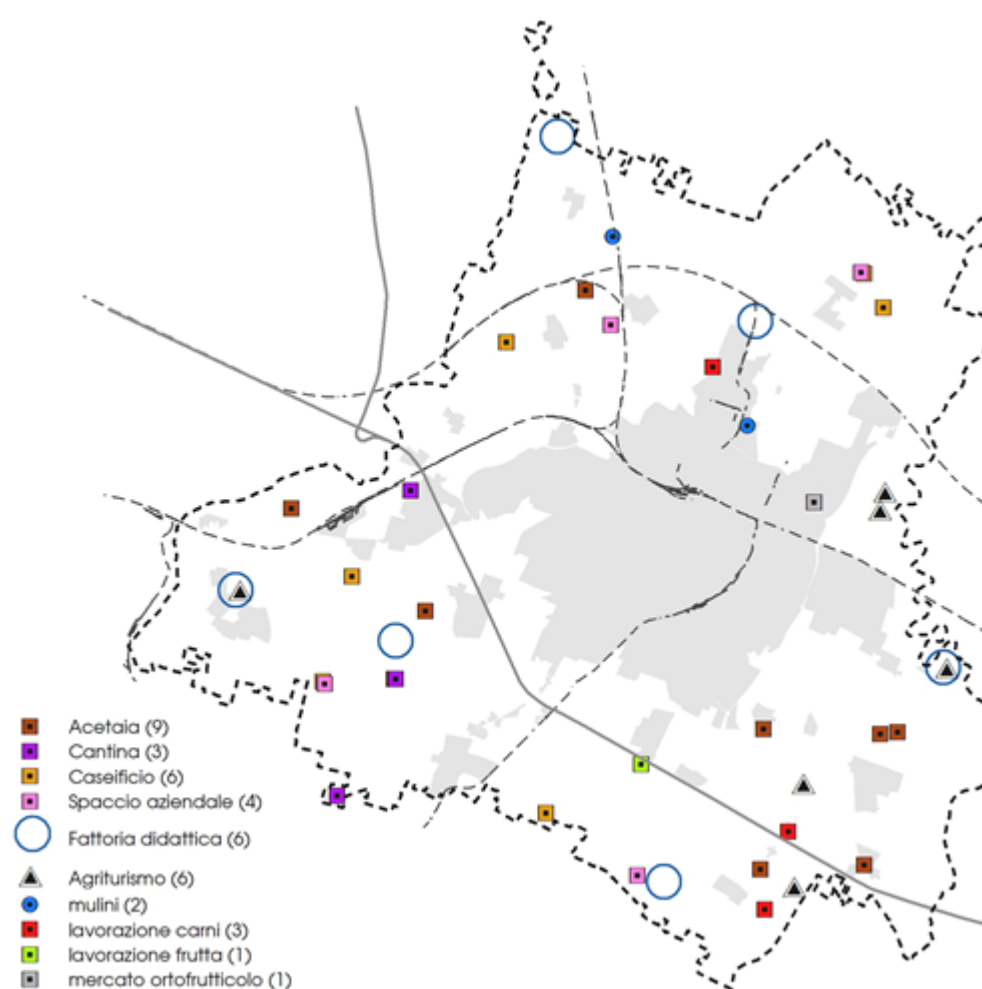 Acetaia (9)
Cantina (3)
Caseificio (6)
Spaccio aziendale (4)
Fattoria didattica (6)
Agriturismo (6)
mulini (2)
lavorazione carni (3)
lavorazione frutta (1)
mercato ortofrutticolo (1)